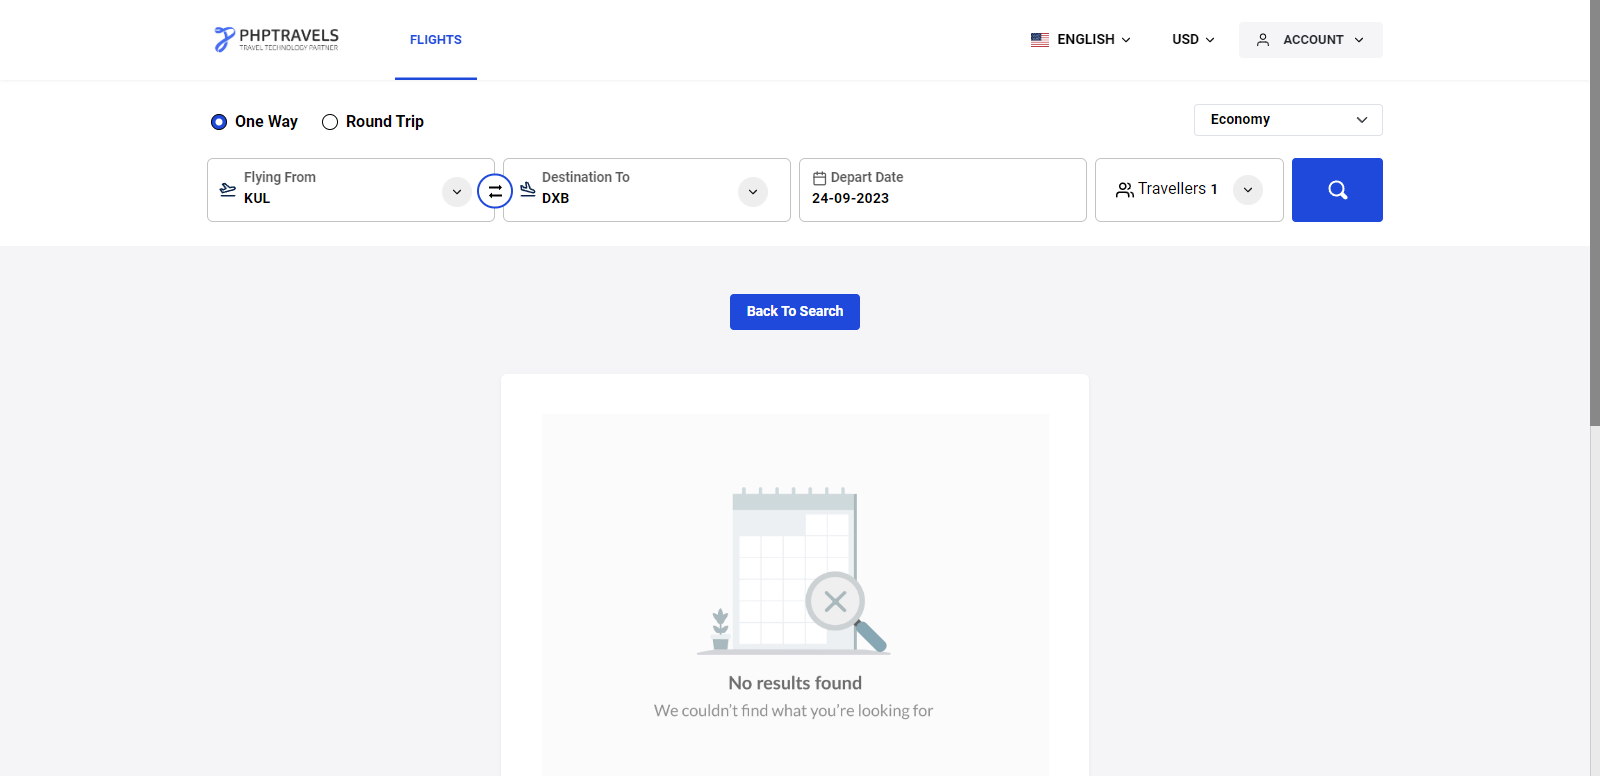 PHPTRAVELS
TRAVEL TECHNOLOGY PARTNER
FLIGHTS
ENGLISH
USD
ACCOUNT
One Way
Round Trip
Economy
Flying From
KUL
Destination To
DXB
Depart Date
24-09-2023
Travellers 1
Back To Search
No results found
We couldn't find what you're looking for